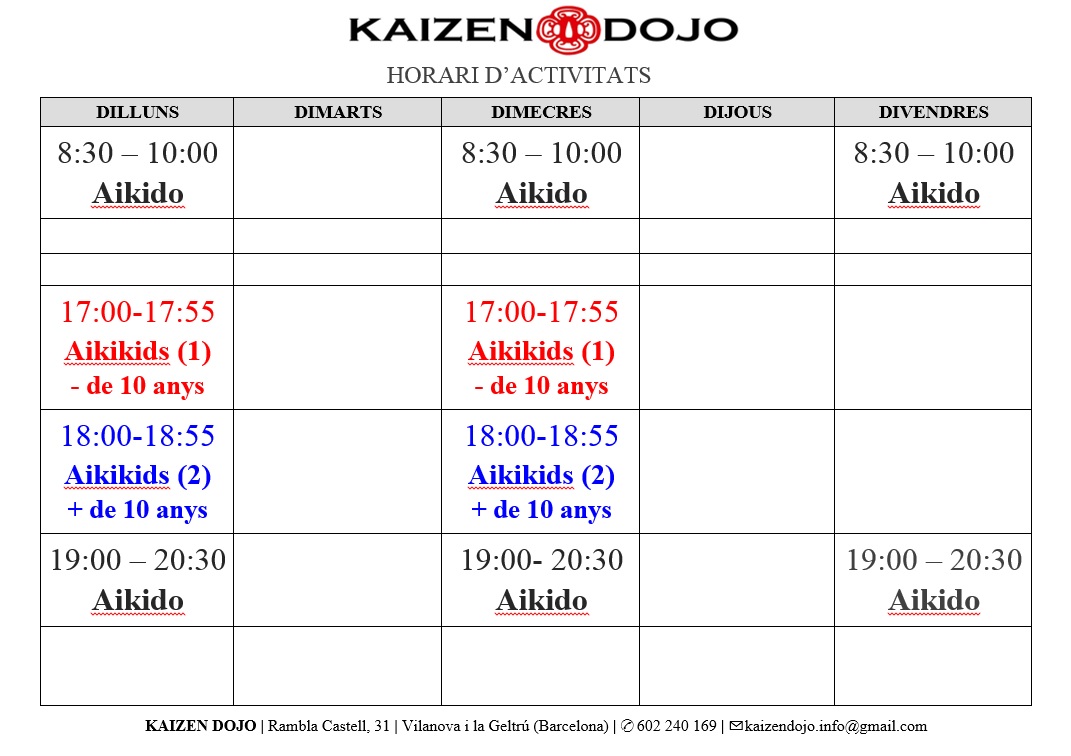 KAIZEN DOJO
HORARI D’ACTIVITATS
DILLUNS DIMARTS DIMECRES DIJOUS DIVENDRES
8:30 – 10:00 8:30 – 10:00 8:30 – 10:00
Aikido Aikido Aikido
17:00-17:55 17:00-17:55
Aikikids (1) Aikikids (1)
- de 10 anys - de 10 anys
18:00-18:55 18:00-18:55
Aikikids (2) Aikikids (2)
+ de 10 anys + de 10 anys
19:00 – 20:30 19:00- 20:30 19:00 – 20:30
Aikido Aikido Aikido
KAIZEN DOJO | Rambla Castell, 31 | Vilanova i la Geltrú (Barcelona) | ✆ 602 240 169 | ✉kaizendojo.info@gmail.com